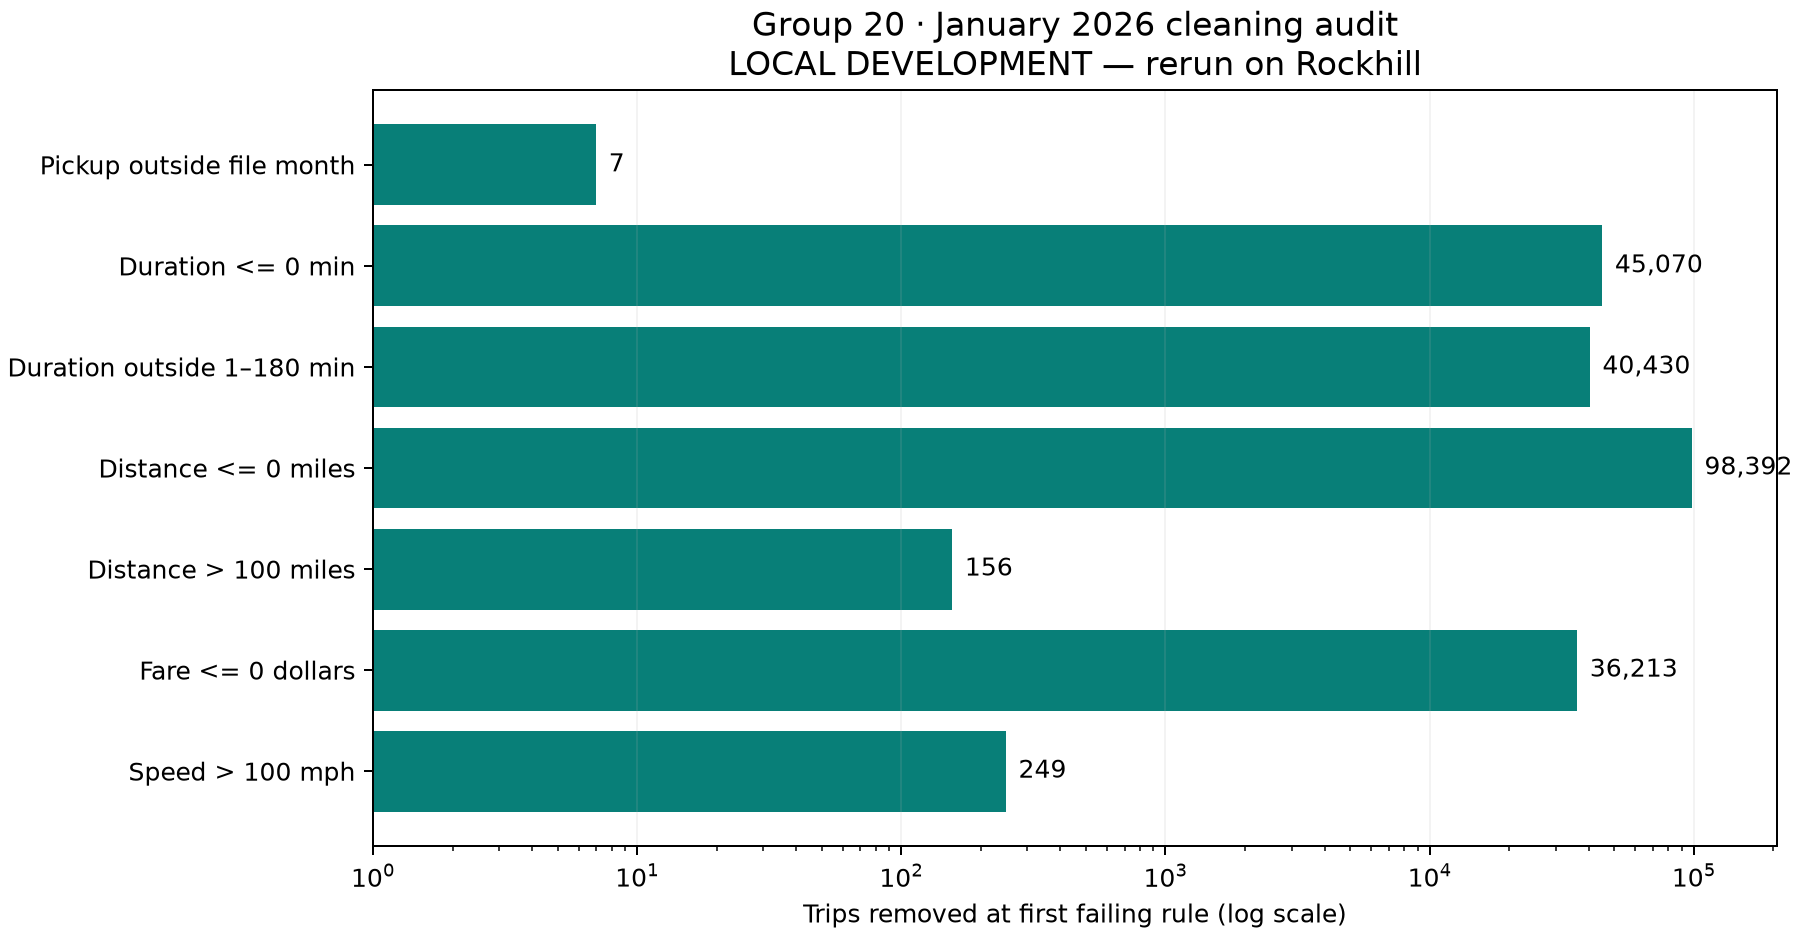 Group 20 · January 2026 cleaning audit
LOCAL DEVELOPMENT — rerun on Rockhill
Pickup outside file month
7
Duration <= 0 min
45,070
Duration outside 1–180 min
40,430
Distance <= 0 miles
98,392
Distance > 100 miles
156
Fare <= 0 dollars
36,213
Speed > 100 mph
249
10⁰ 10¹ 10² 10³ 10⁴ 10⁵
Trips removed at first failing rule (log scale)